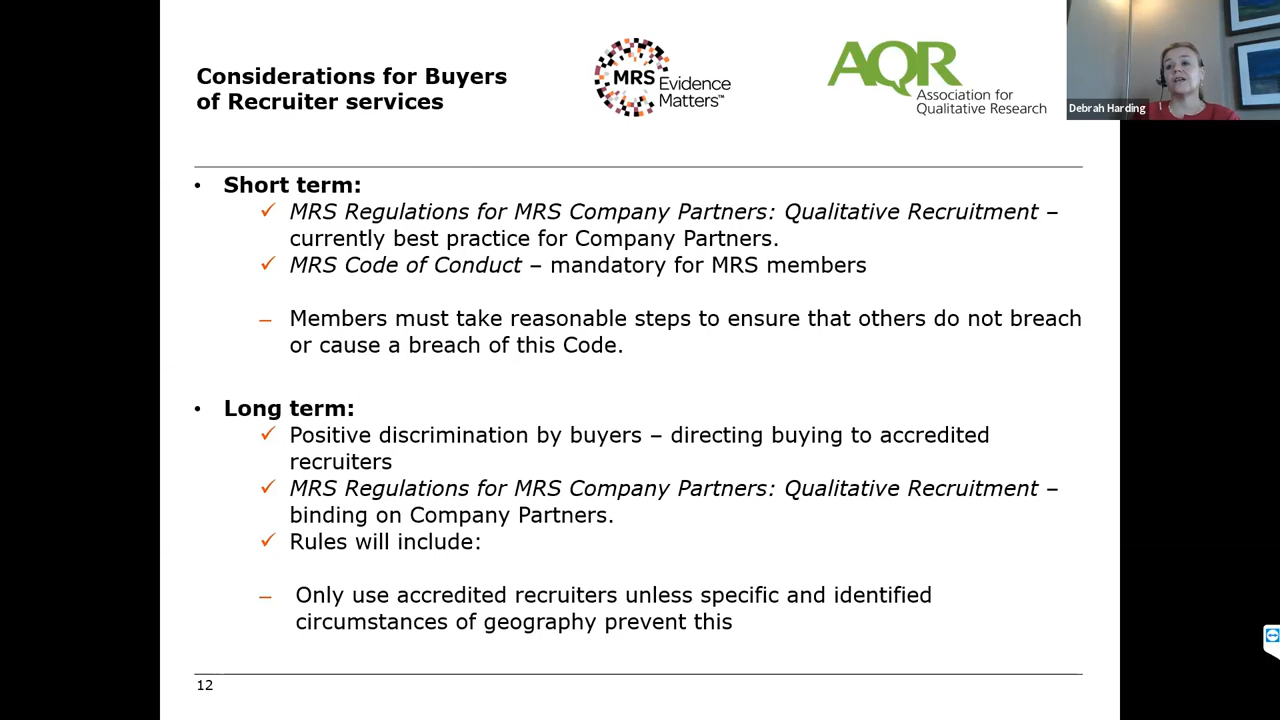 Considerations for Buyers
of Recruiter services
MRS Evidence
Matters™
AQR
Association for
Qualitative Research
Debrah Harding
• Short term:
✓ MRS Regulations for MRS Company Partners: Qualitative Recruitment –
currently best practice for Company Partners.
✓ MRS Code of Conduct – mandatory for MRS members
– Members must take reasonable steps to ensure that others do not breach
or cause a breach of this Code.
• Long term:
✓ Positive discrimination by buyers – directing buying to accredited
recruiters
✓ MRS Regulations for MRS Company Partners: Qualitative Recruitment –
binding on Company Partners.
✓ Rules will include:
– Only use accredited recruiters unless specific and identified
circumstances of geography prevent this
12